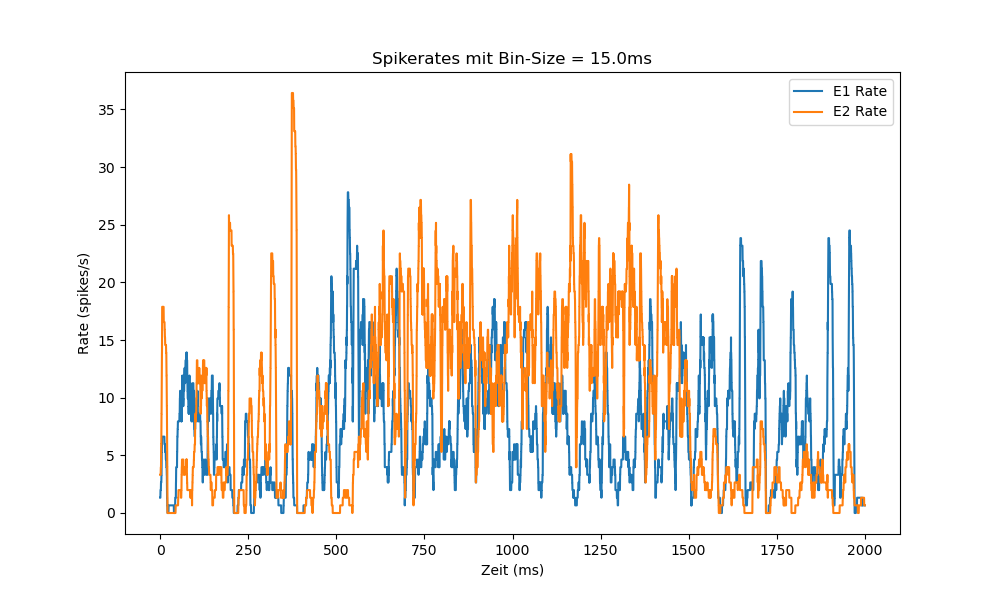 Spikerates mit Bin-Size = 15.0ms
E1 Rate
E2 Rate
35
30
25
20
15
10
5
0
Rate (spikes/s)
0 250 500 750 1000 1250 1500 1750 2000
Zeit (ms)